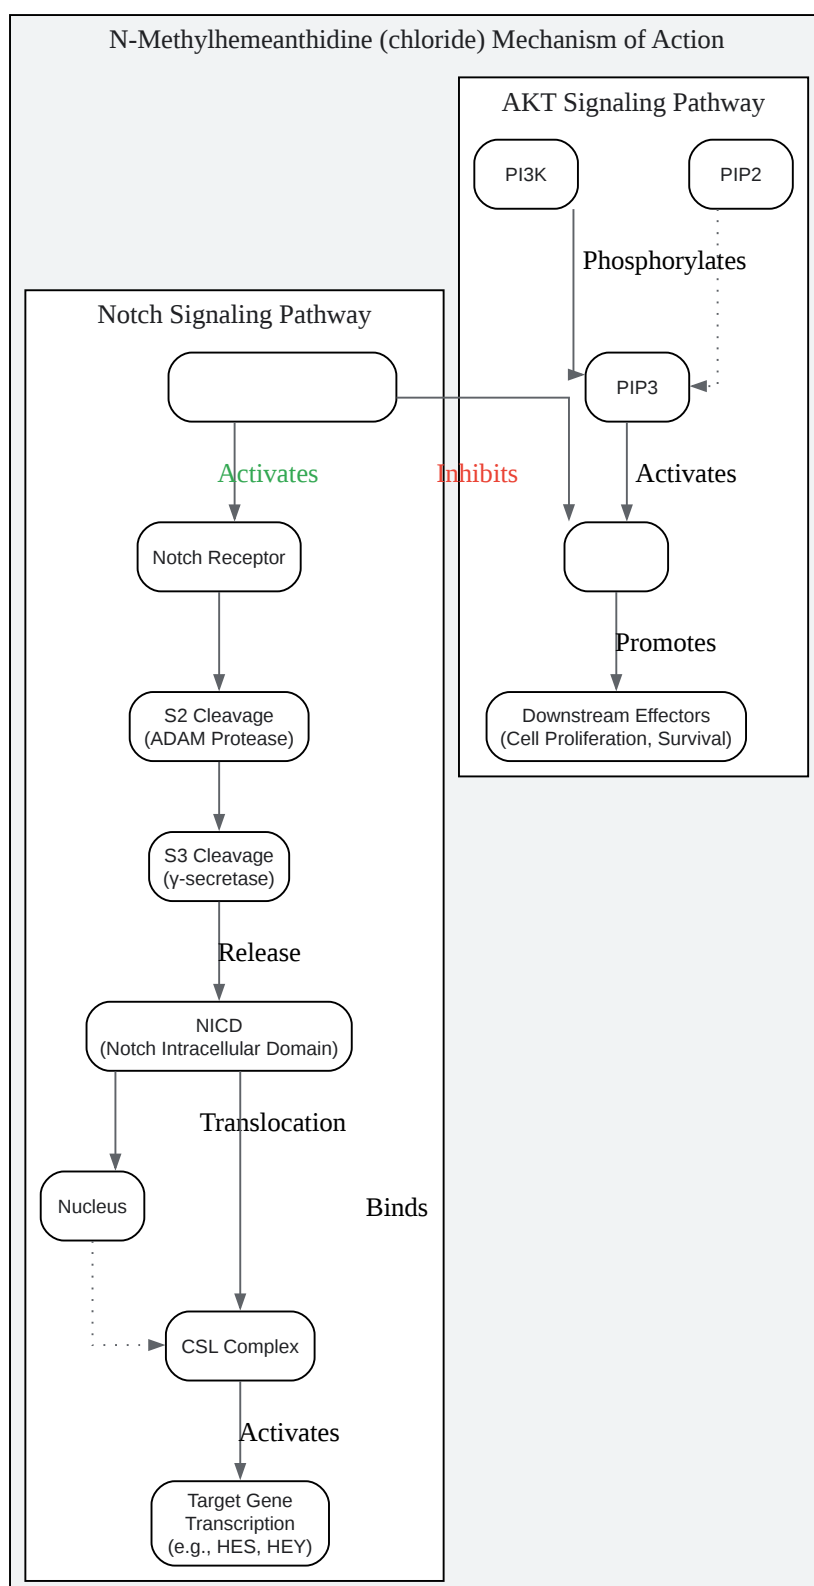 N-Methylhemeanthidine (chloride) Mechanism of Action
AKT Signaling Pathway
PI3K
PIP2
Phosphorylates
Notch Signaling Pathway
PIP3
Activates
Inhibits
Activates
Notch Receptor
Promotes
S2 Cleavage
(ADAM Protease)
Downstream Effectors
(Cell Proliferation, Survival)
S3 Cleavage
(γ-secretase)
Release
NICD
(Notch Intracellular Domain)
Translocation
Nucleus
Binds
CSL Complex
Activates
Target Gene
Transcription
(e.g., HES, HEY)